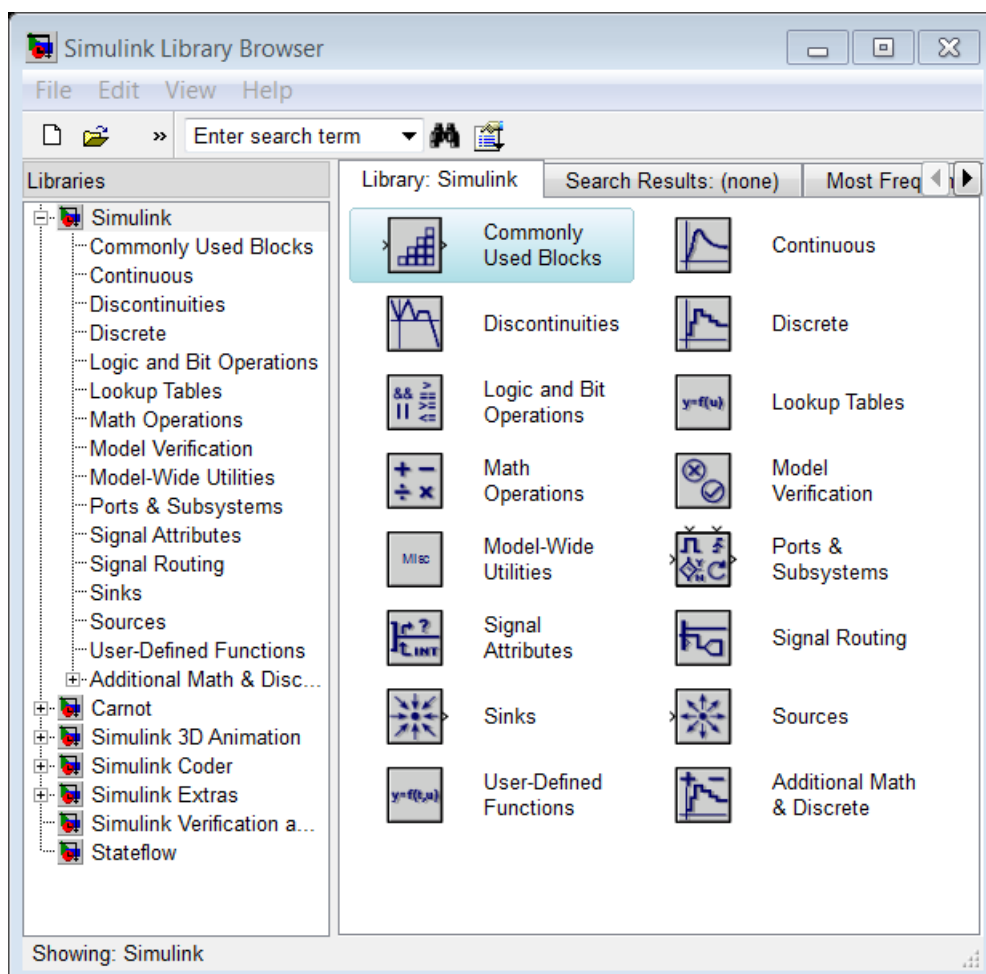 Simulink Library Browser
File Edit View Help
» Enter search term
Libraries
Library: Simulink Search Results: (none) Most Freq
Simulink
Commonly Used Blocks
Continuous
Discontinuities
Discrete
Logic and Bit Operations
Lookup Tables
Math Operations
Model Verification
Model-Wide Utilities
Ports & Subsystems
Signal Attributes
Signal Routing
Sinks
Sources
User-Defined Functions
Additional Math & Disc...
Carnot
Simulink 3D Animation
Simulink Coder
Simulink Extras
Simulink Verification a...
Stateflow
Commonly
Used Blocks
Continuous
Discontinuities
Discrete
&& > == || >= <=
Logic and Bit
Operations
y=f(u)
Lookup Tables
+ − ÷ ×
Math
Operations
Model
Verification
Misc
Model-Wide
Utilities
Y N
Ports &
Subsystems
? INT
Signal
Attributes
Signal Routing
Sinks
Sources
y=f(t,u)
User-Defined
Functions
Additional Math
& Discrete
Showing: Simulink